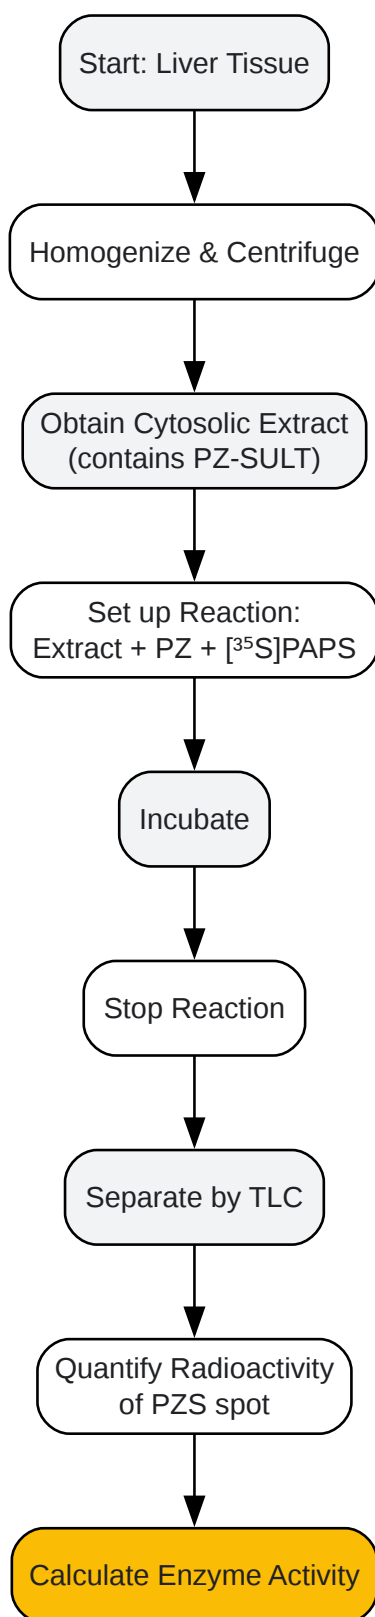 Start: Liver Tissue
Homogenize & Centrifuge
Obtain Cytosolic Extract
(contains PZ-SULT)
Set up Reaction:
Extract + PZ + [³⁵S]PAPS
Incubate
Stop Reaction
Separate by TLC
Quantify Radioactivity
of PZS spot
Calculate Enzyme Activity